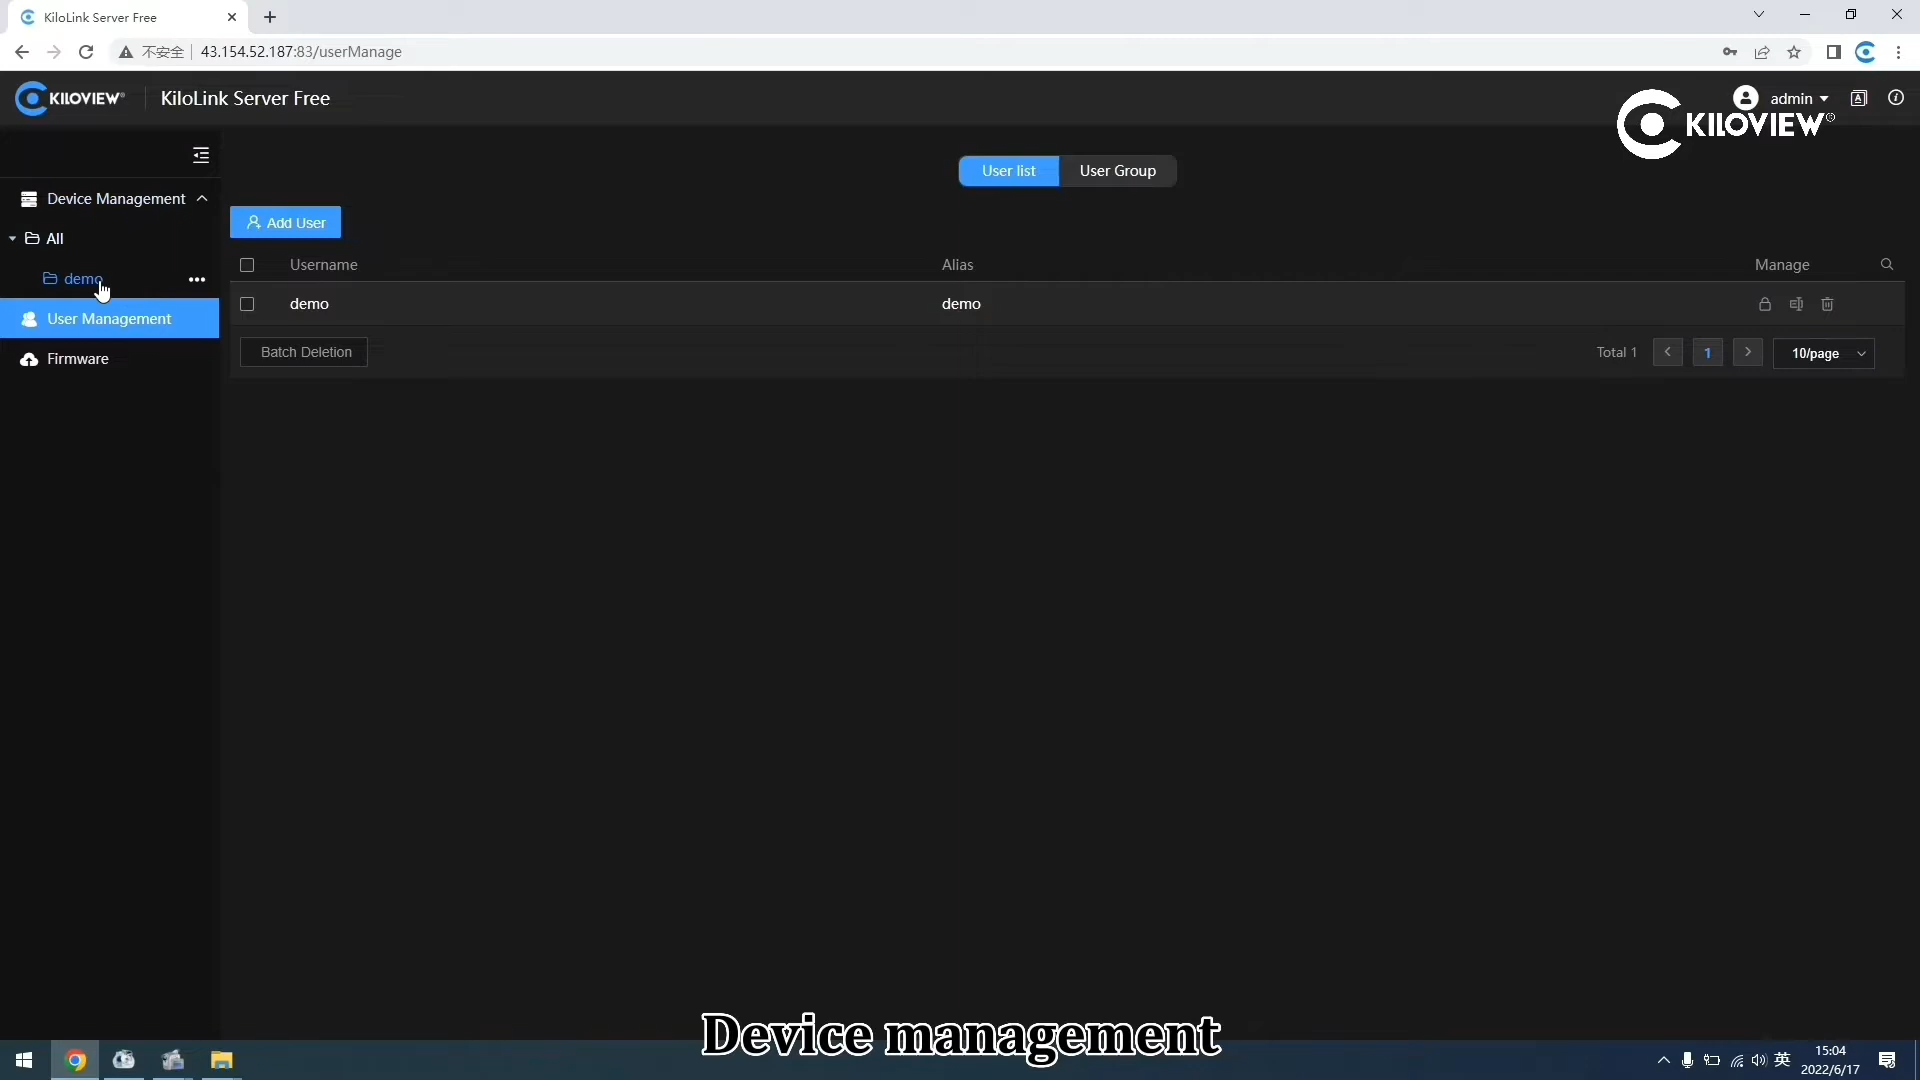 KiloLink Server Free
不安全 43.154.52.187:83/userManage
KILOVIEW® KiloLink Server Free
admin
KILOVIEW®
Device Management
All
demo
User Management
Firmware
User list User Group
Add User
Username Alias Manage
demo demo
Batch Deletion
Total 1 1 10/page
Device management
英
15:04
2022/6/17